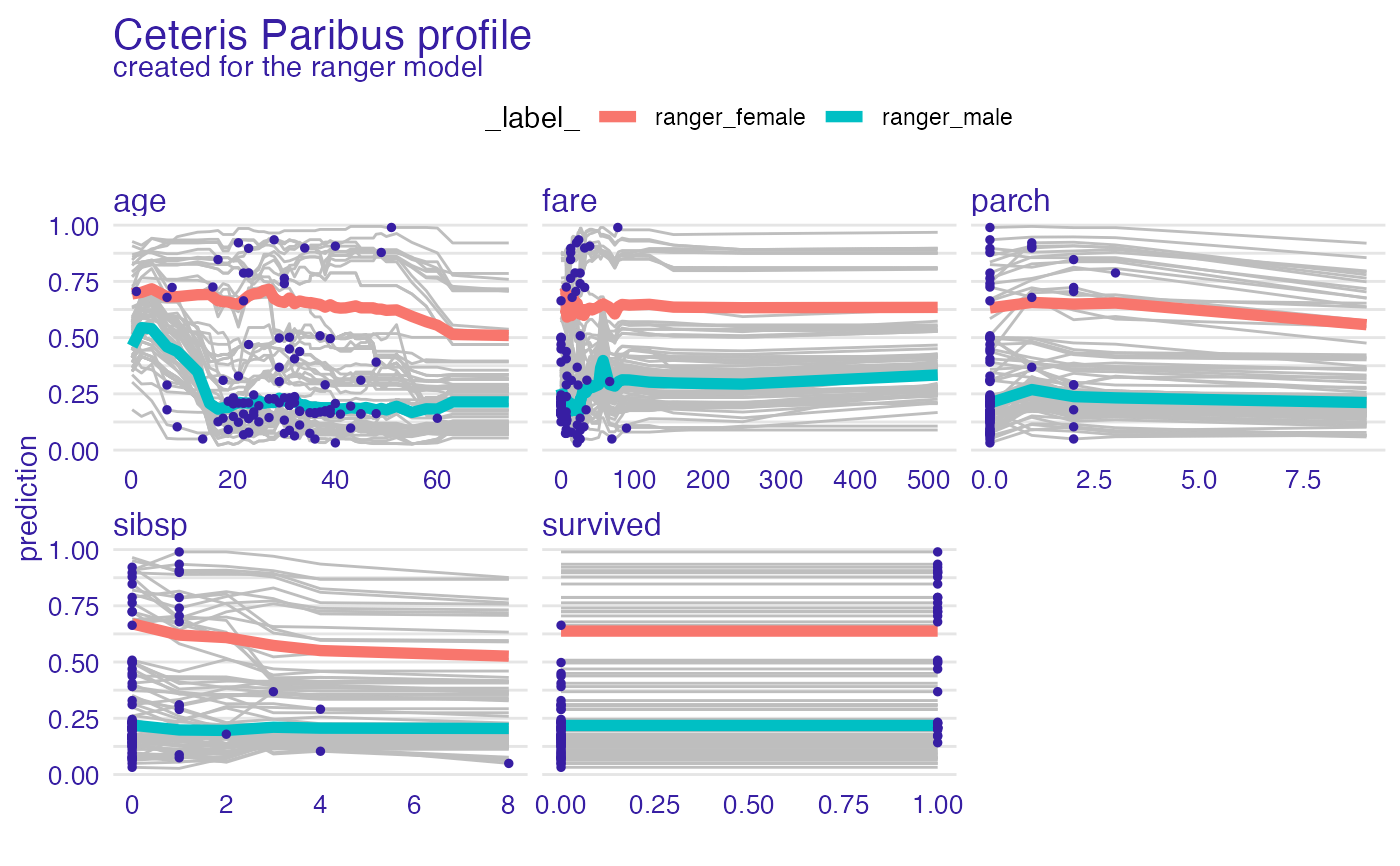 Ceteris Paribus profile
created for the ranger model
_label_ ranger_female ranger_male
age fare parch
1.00
0.75
0.50
0.25
0.00
0 20 40 60 0 100 200 300 400 500 0.0 2.5 5.0 7.5
prediction
sibsp survived
1.00
0.75
0.50
0.25
0.00
0 2 4 6 8 0.00 0.25 0.50 0.75 1.00